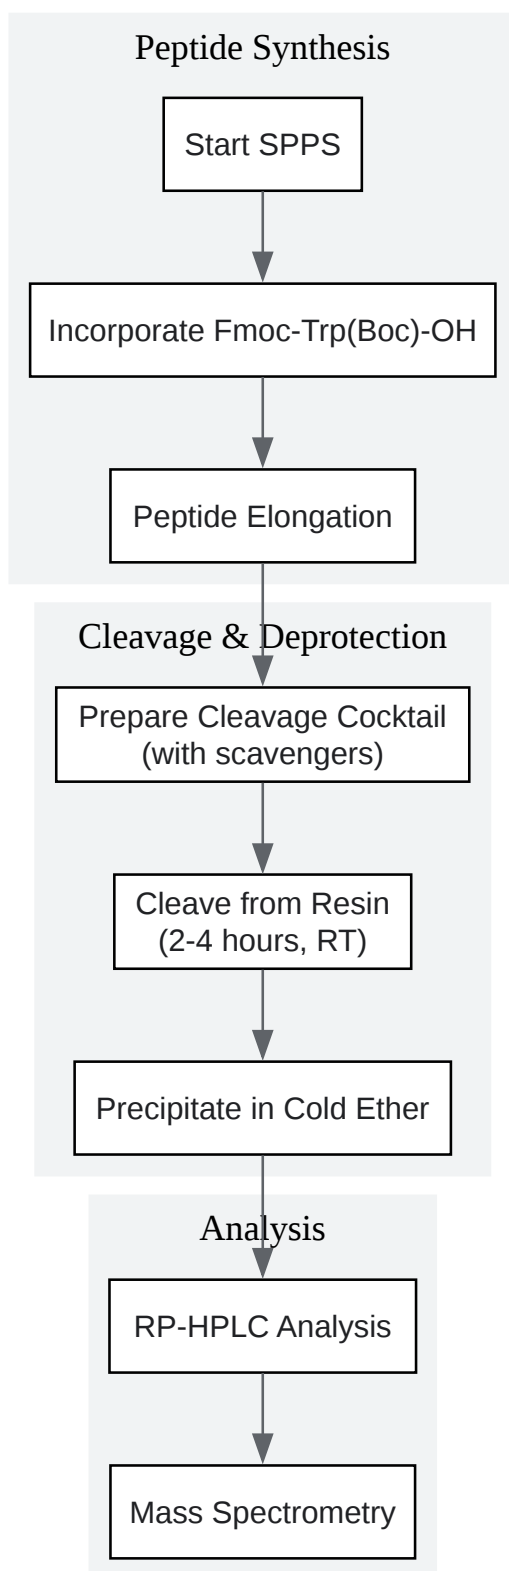 Peptide Synthesis
Start SPPS
Incorporate Fmoc-Trp(Boc)-OH
Peptide Elongation
Cleavage & Deprotection
Prepare Cleavage Cocktail
(with scavengers)
Cleave from Resin
(2-4 hours, RT)
Precipitate in Cold Ether
Analysis
RP-HPLC Analysis
Mass Spectrometry